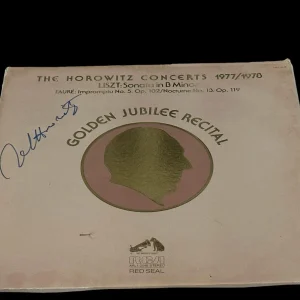 THE HOROWITZ CONCERTS 1977/1978
LISZT: Sonata in B Minor
FAURÉ: Impromptu No. 5, Op. 102/Nocturne No. 13, Op. 119
GOLDEN JUBILEE RECITAL
Horowitz
RCA
RED SEAL